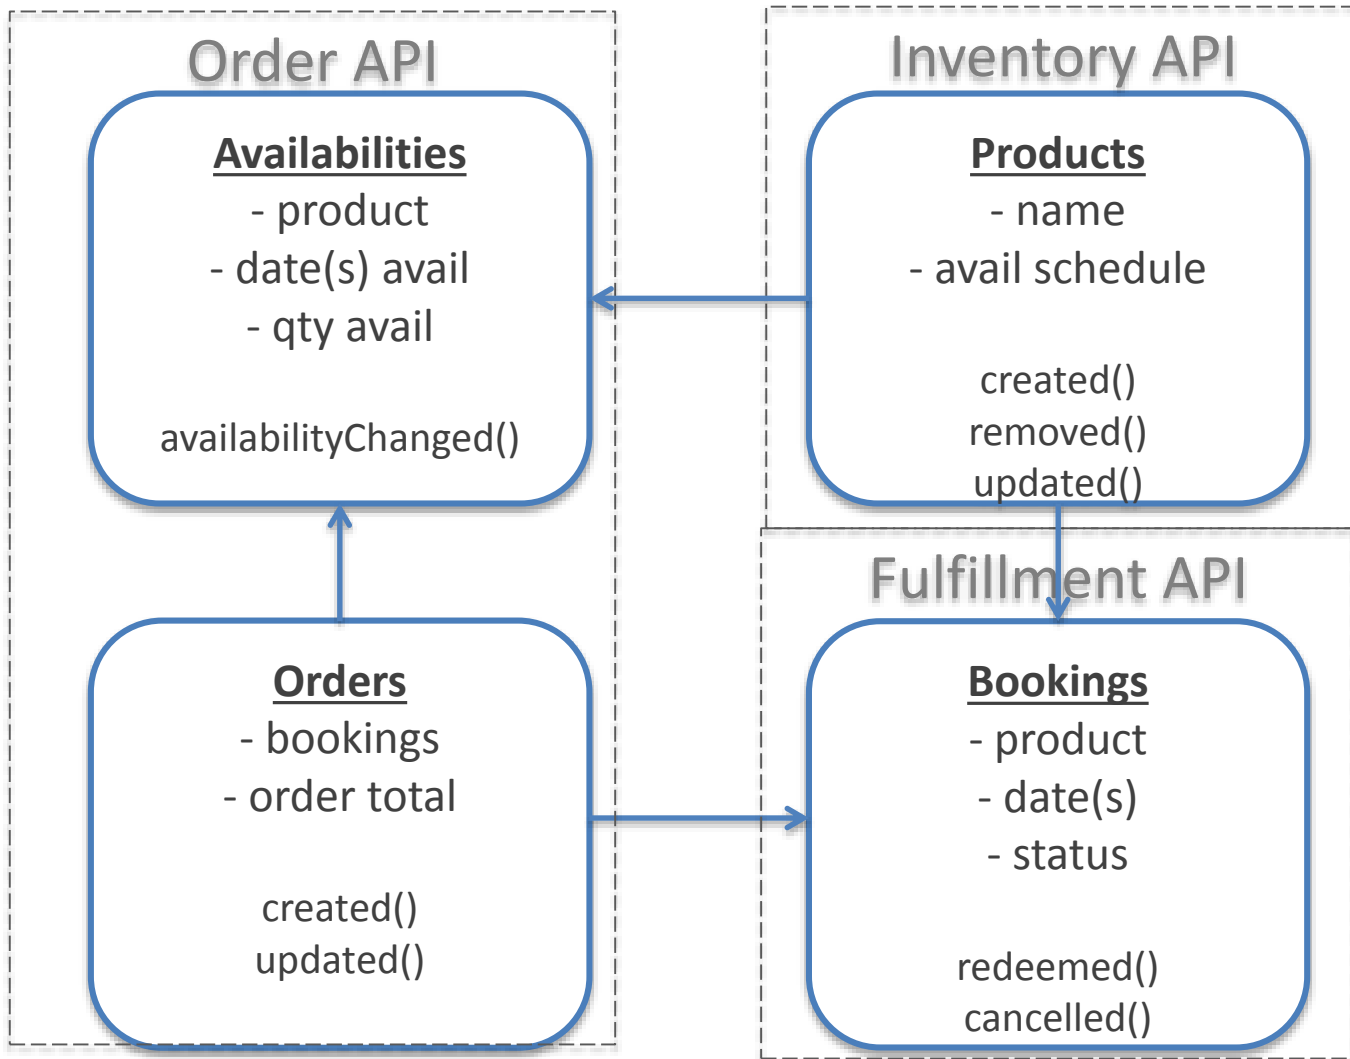 Order API
Availabilities
- product
- date(s) avail
- qty avail
availabilityChanged()
Orders
- bookings
- order total
created()
updated()
Inventory API
Products
- name
- avail schedule
created()
removed()
updated()
Fulfillment API
Bookings
- product
- date(s)
- status
redeemed()
cancelled()